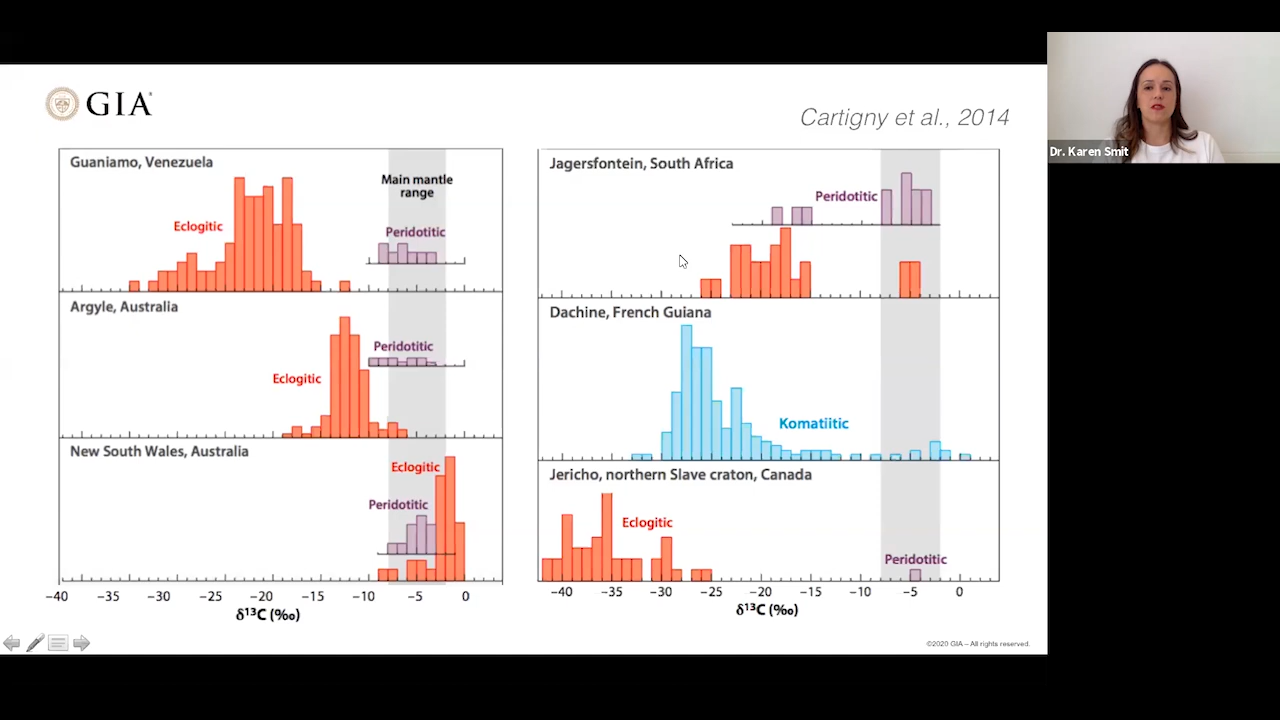 GIA
Cartigny et al., 2014
Dr. Karen Smit
Guaniamo, Venezuela
Main mantle
range
Eclogitic
Peridotitic
Argyle, Australia
Peridotitic
Eclogitic
New South Wales, Australia
Eclogitic
Peridotitic
−40 −35 −30 −25 −20 −15 −10 −5 0
δ¹³C (‰)
Jagersfontein, South Africa
Peridotitic
Dachine, French Guiana
Komatiitic
Jericho, northern Slave craton, Canada
Eclogitic
Peridotitic
−40 −35 −30 −25 −20 −15 −10 −5 0
δ¹³C (‰)
©2020 GIA – All rights reserved.